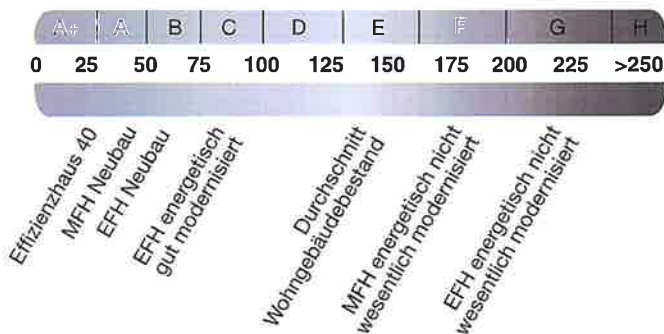 A+ A B C D E F G H
0 25 50 75 100 125 150 175 200 225 >250
Effizienzhaus 40
MFH Neubau
EFH Neubau
EFH energetisch
gut modernisiert
Durchschnitt
Wohngebäudebestand
MFH energetisch nicht
wesentlich modernisiert
EFH energetisch nicht
wesentlich modernisiert